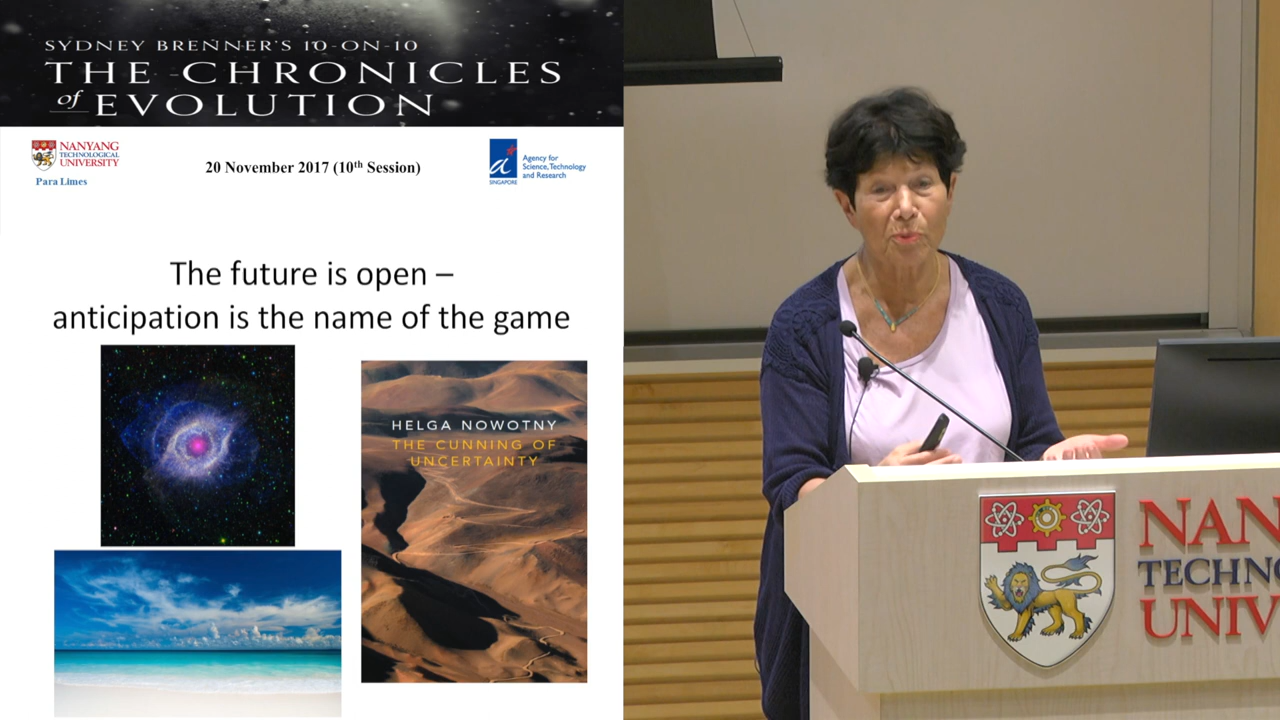 SYDNEY BRENNER'S 10-ON-10
THE CHRONICLES
of EVOLUTION
NANYANG
TECHNOLOGICAL
UNIVERSITY
Para Limes
20 November 2017 (10th Session)
a
SINGAPORE
Agency for
Science, Technology
and Research
The future is open –
anticipation is the name of the game
HELGA NOWOTNY
THE CUNNING OF
UNCERTAINTY
NAN
TECHNO
UNIV